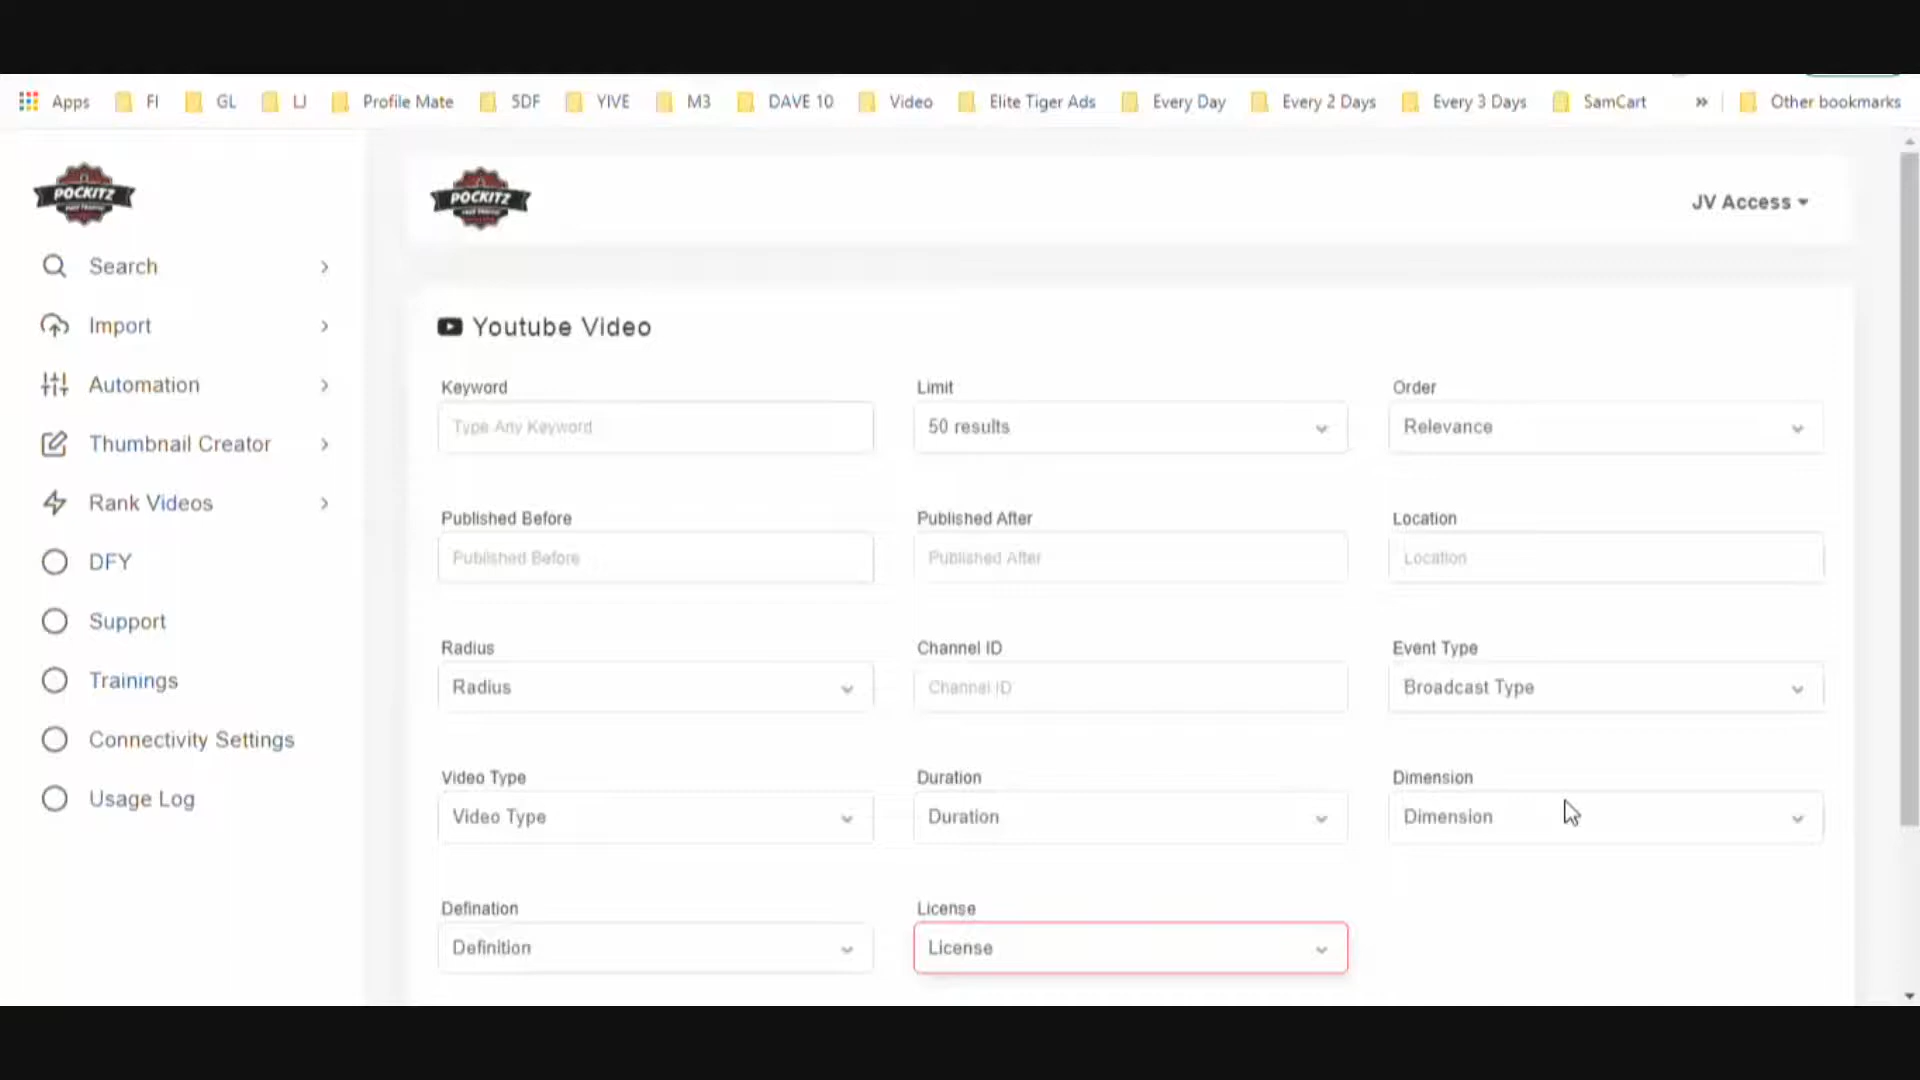 Apps FI GL LJ Profile Mate 5DF YIVE M3 DAVE 10 Video Elite Tiger Ads Every Day Every 2 Days Every 3 Days SamCart » Other bookmarks
POCKITZ
POCKITZ
JV Access
Search
Import
Automation
Thumbnail Creator
Rank Videos
DFY
Support
Trainings
Connectivity Settings
Usage Log
Youtube Video
Keyword Limit Order
Type Any Keyword 50 results Relevance
Published Before Published After Location
Published Before Published After Location
Radius Channel ID Event Type
Radius Channel ID Broadcast Type
Video Type Duration Dimension
Video Type Duration Dimension
Defination License
Definition License